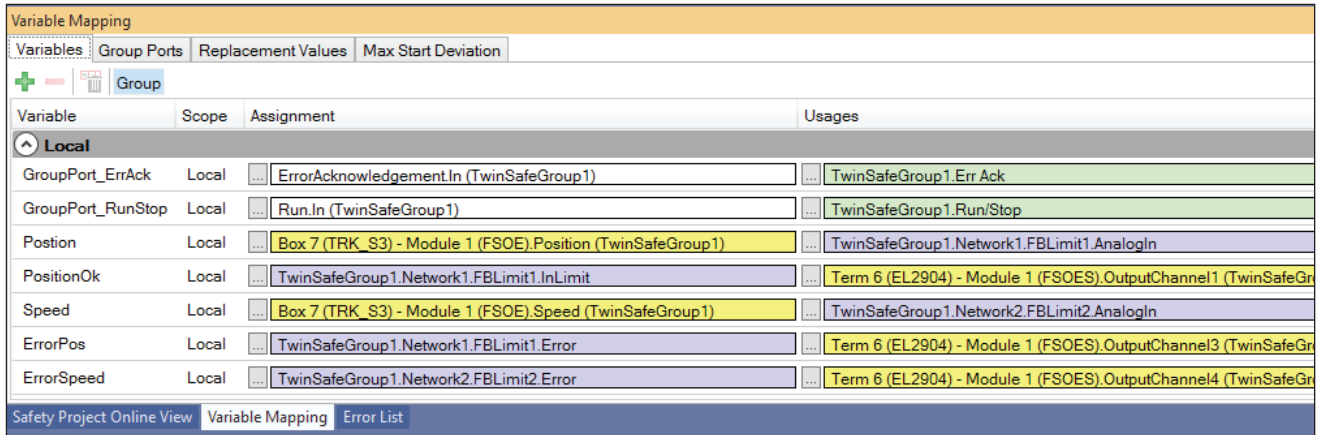 Variable Mapping
Variables Group Ports Replacement Values Max Start Deviation
Group
Variable Scope Assignment Usages
Local
GroupPort_ErrAck Local ... ErrorAcknowledgement.In (TwinSafeGroup1) ... TwinSafeGroup1.Err Ack
GroupPort_RunStop Local ... Run.In (TwinSafeGroup1) ... TwinSafeGroup1.Run/Stop
Postion Local ... Box 7 (TRK_S3) - Module 1 (FSOE).Position (TwinSafeGroup1) ... TwinSafeGroup1.Network1.FBLimit1.AnalogIn
PositionOk Local ... TwinSafeGroup1.Network1.FBLimit1.InLimit ... Term 6 (EL2904) - Module 1 (FSOES).OutputChannel1 (TwinSafeGr
Speed Local ... Box 7 (TRK_S3) - Module 1 (FSOE).Speed (TwinSafeGroup1) ... TwinSafeGroup1.Network2.FBLimit2.AnalogIn
ErrorPos Local ... TwinSafeGroup1.Network1.FBLimit1.Error ... Term 6 (EL2904) - Module 1 (FSOES).OutputChannel3 (TwinSafeGr
ErrorSpeed Local ... TwinSafeGroup1.Network2.FBLimit2.Error ... Term 6 (EL2904) - Module 1 (FSOES).OutputChannel4 (TwinSafeGr
Safety Project Online View Variable Mapping Error List